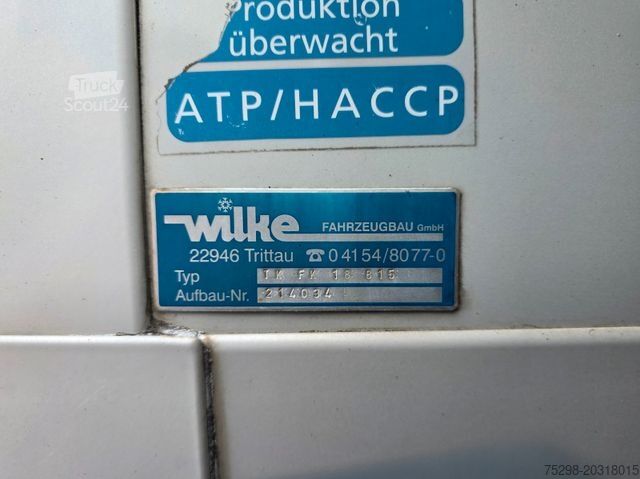 Produktion
überwacht
ATP/HACCP
Truck
Scout24
wilke FAHRZEUGBAU GmbH
22946 Trittau ☎ 04154/8077-0
Typ TK FK 18 815
Aufbau-Nr. 214034
75298-20318015